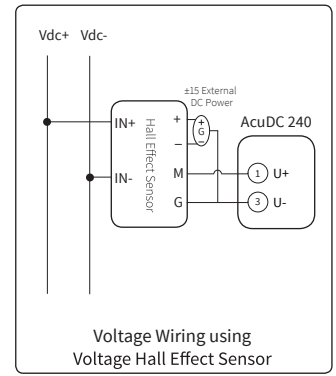 Vdc+ Vdc-
±15 External
DC Power
AcuDC 240
IN+
IN-
Hall Effect Sensor
+
−
M
G
+
G
−
1 U+
3 U-
Voltage Wiring using
Voltage Hall Effect Sensor